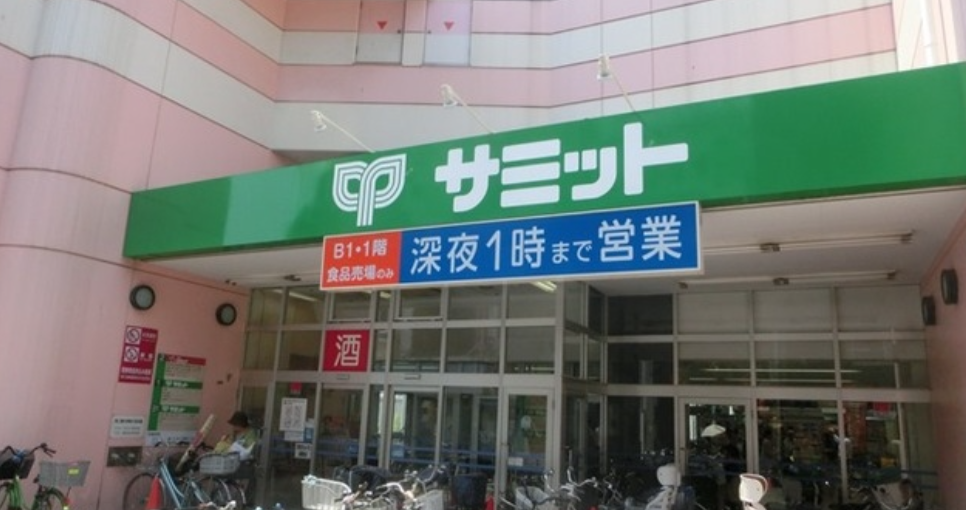 サミット
B1・1階
食品売場のみ
深夜1時まで営業
酒